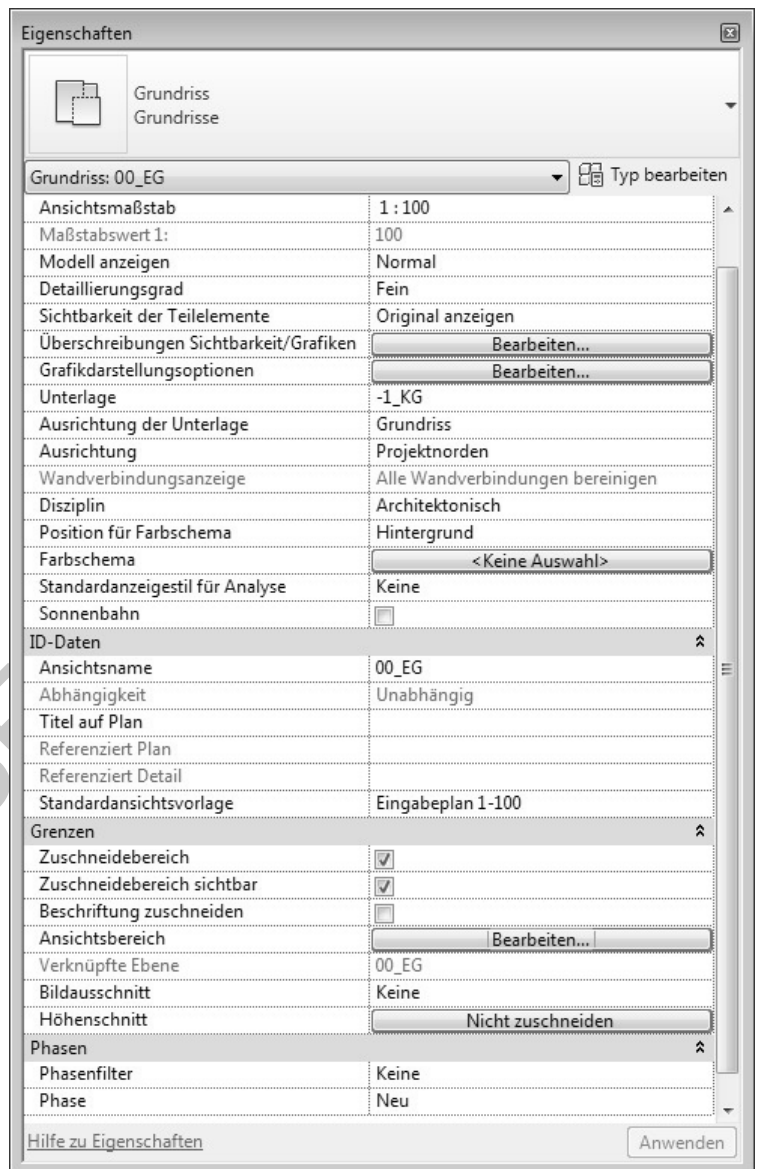 Eigenschaften
Grundriss
Grundrisse
Grundriss: 00_EG Typ bearbeiten
Ansichtsmaßstab 1 : 100
Maßstabswert 1: 100
Modell anzeigen Normal
Detaillierungsgrad Fein
Sichtbarkeit der Teilelemente Original anzeigen
Überschreibungen Sichtbarkeit/Grafiken Bearbeiten...
Grafikdarstellungsoptionen Bearbeiten...
Unterlage -1_KG
Ausrichtung der Unterlage Grundriss
Ausrichtung Projektnorden
Wandverbindungsanzeige Alle Wandverbindungen bereinigen
Disziplin Architektonisch
Position für Farbschema Hintergrund
Farbschema <Keine Auswahl>
Standardanzeigestil für Analyse Keine
Sonnenbahn
ID-Daten
Ansichtsname 00_EG
Abhängigkeit Unabhängig
Titel auf Plan
Referenziert Plan
Referenziert Detail
Standardansichtsvorlage Eingabeplan 1-100
Grenzen
Zuschneidebereich
Zuschneidebereich sichtbar
Beschriftung zuschneiden
Ansichtsbereich Bearbeiten...
Verknüpfte Ebene 00_EG
Bildausschnitt Keine
Höhenschnitt Nicht zuschneiden
Phasen
Phasenfilter Keine
Phase Neu
Hilfe zu Eigenschaften Anwenden